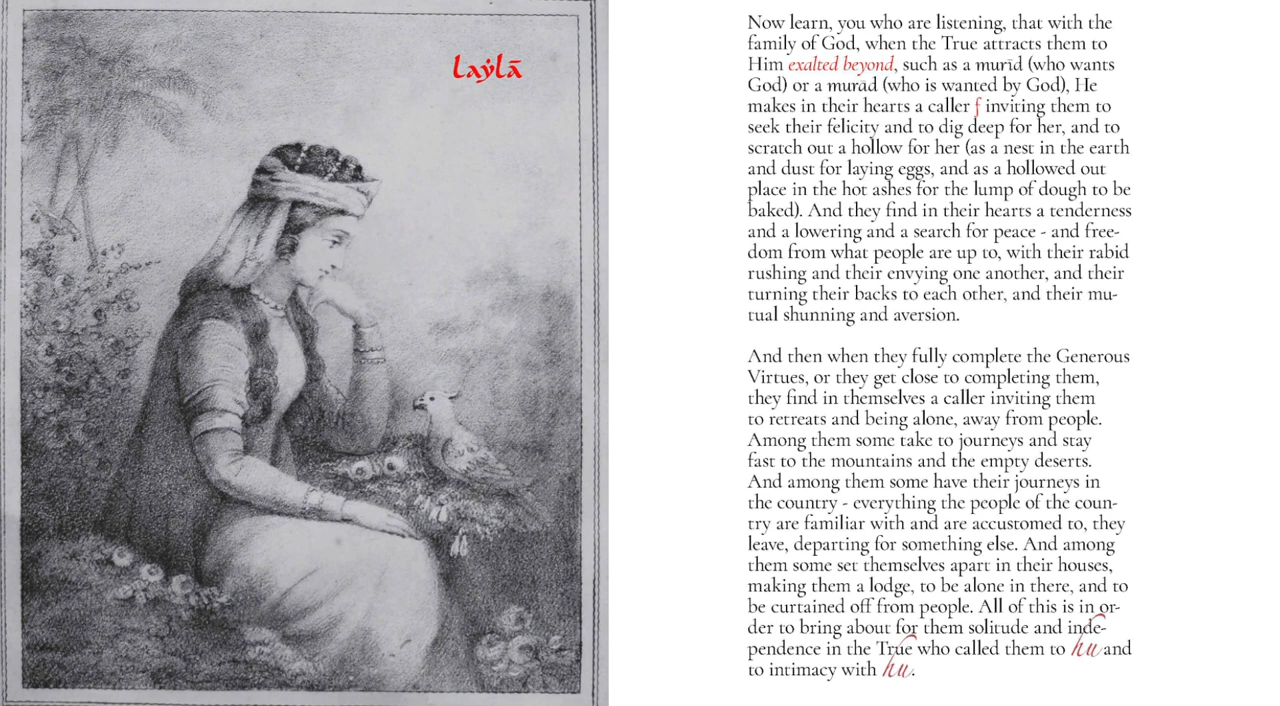 laẏlā
Now learn, you who are listening, that with the
family of God, when the True attracts them to
Him exalted beyond, such as a murīd (who wants
God) or a murād (who is wanted by God), He
makes in their hearts a caller f inviting them to
seek their felicity and to dig deep for her, and to
scratch out a hollow for her (as a nest in the earth
and dust for laying eggs, and as a hollowed out
place in the hot ashes for the lump of dough to be
baked). And they find in their hearts a tenderness
and a lowering and a search for peace - and free-
dom from what people are up to, with their rabid
rushing and their envying one another, and their
turning their backs to each other, and their mu-
tual shunning and aversion.
And then when they fully complete the Generous
Virtues, or they get close to completing them,
they find in themselves a caller inviting them
to retreats and being alone, away from people.
Among them some take to journeys and stay
fast to the mountains and the empty deserts.
And among them some have their journeys in
the country - everything the people of the coun-
try are familiar with and are accustomed to, they
leave, departing for something else. And among
them some set themselves apart in their houses,
making them a lodge, to be alone in there, and to
be curtained off from people. All of this is in or-
der to bring about for them solitude and inde-
pendence in the True who called them to hu and
to intimacy with hu.